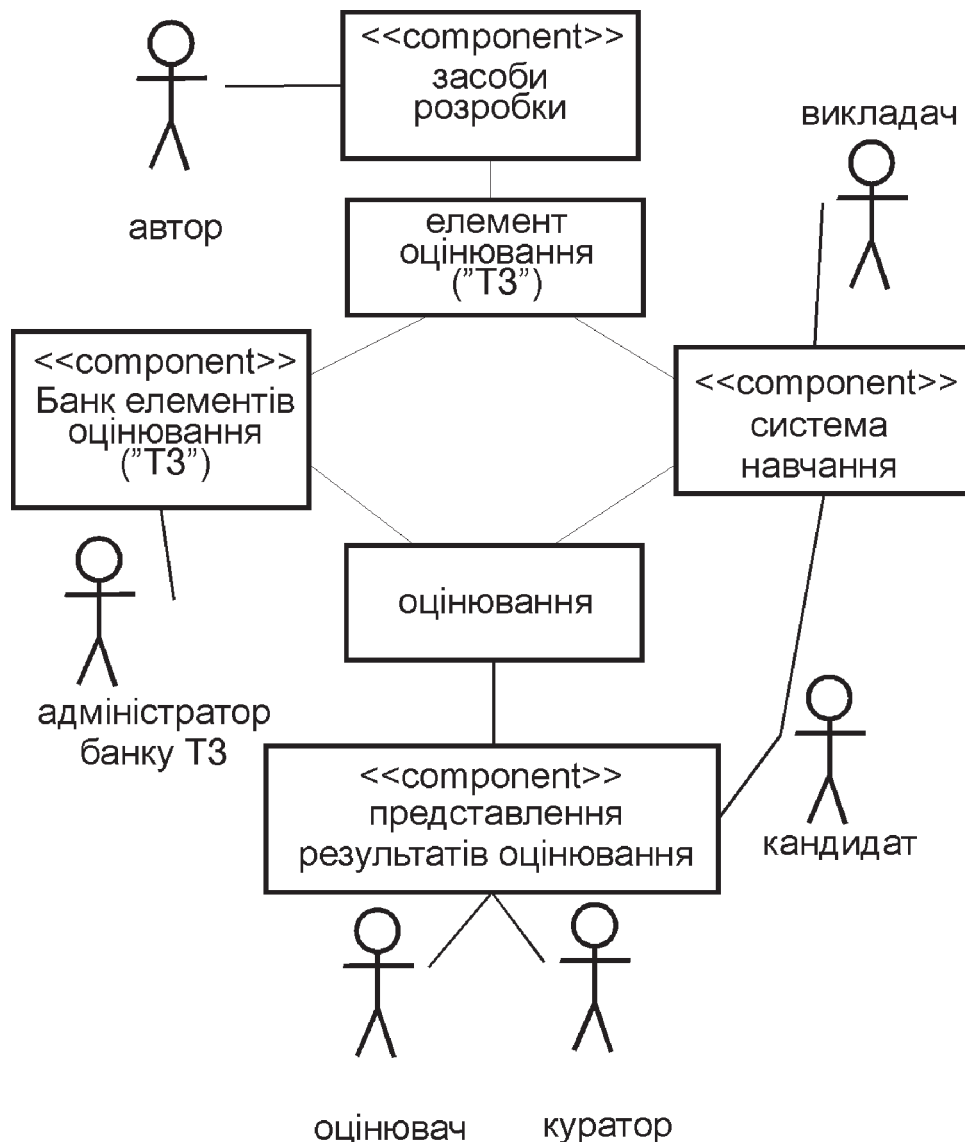 <<component>>
засоби
розробки
автор
викладач
елемент
оцінювання
("ТЗ")
<<component>>
Банк елементів
оцінювання
("ТЗ")
<<component>>
система
навчання
оцінювання
адміністратор
банку ТЗ
<<component>>
представлення
результатів оцінювання
кандидат
оцінювач
куратор